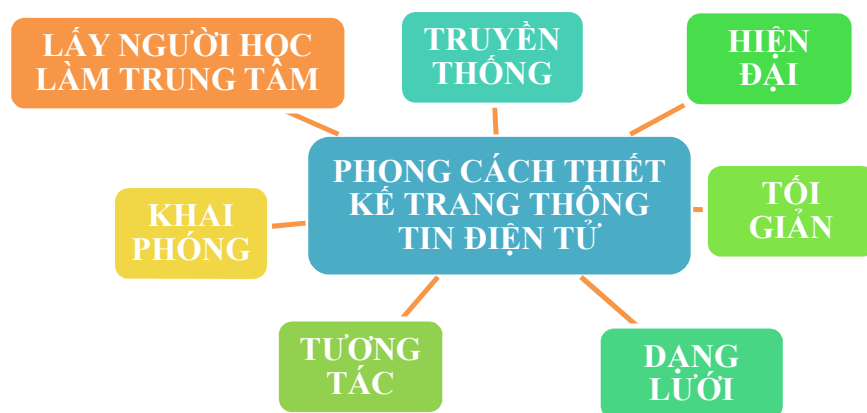 LẤY NGƯỜI HỌC
LÀM TRUNG TÂM
TRUYỀN
THỐNG
HIỆN
ĐẠI
PHONG CÁCH THIẾT
KẾ TRANG THÔNG
TIN ĐIỆN TỬ
KHAI
PHÓNG
TỐI
GIẢN
TƯƠNG
TÁC
DẠNG
LƯỚI